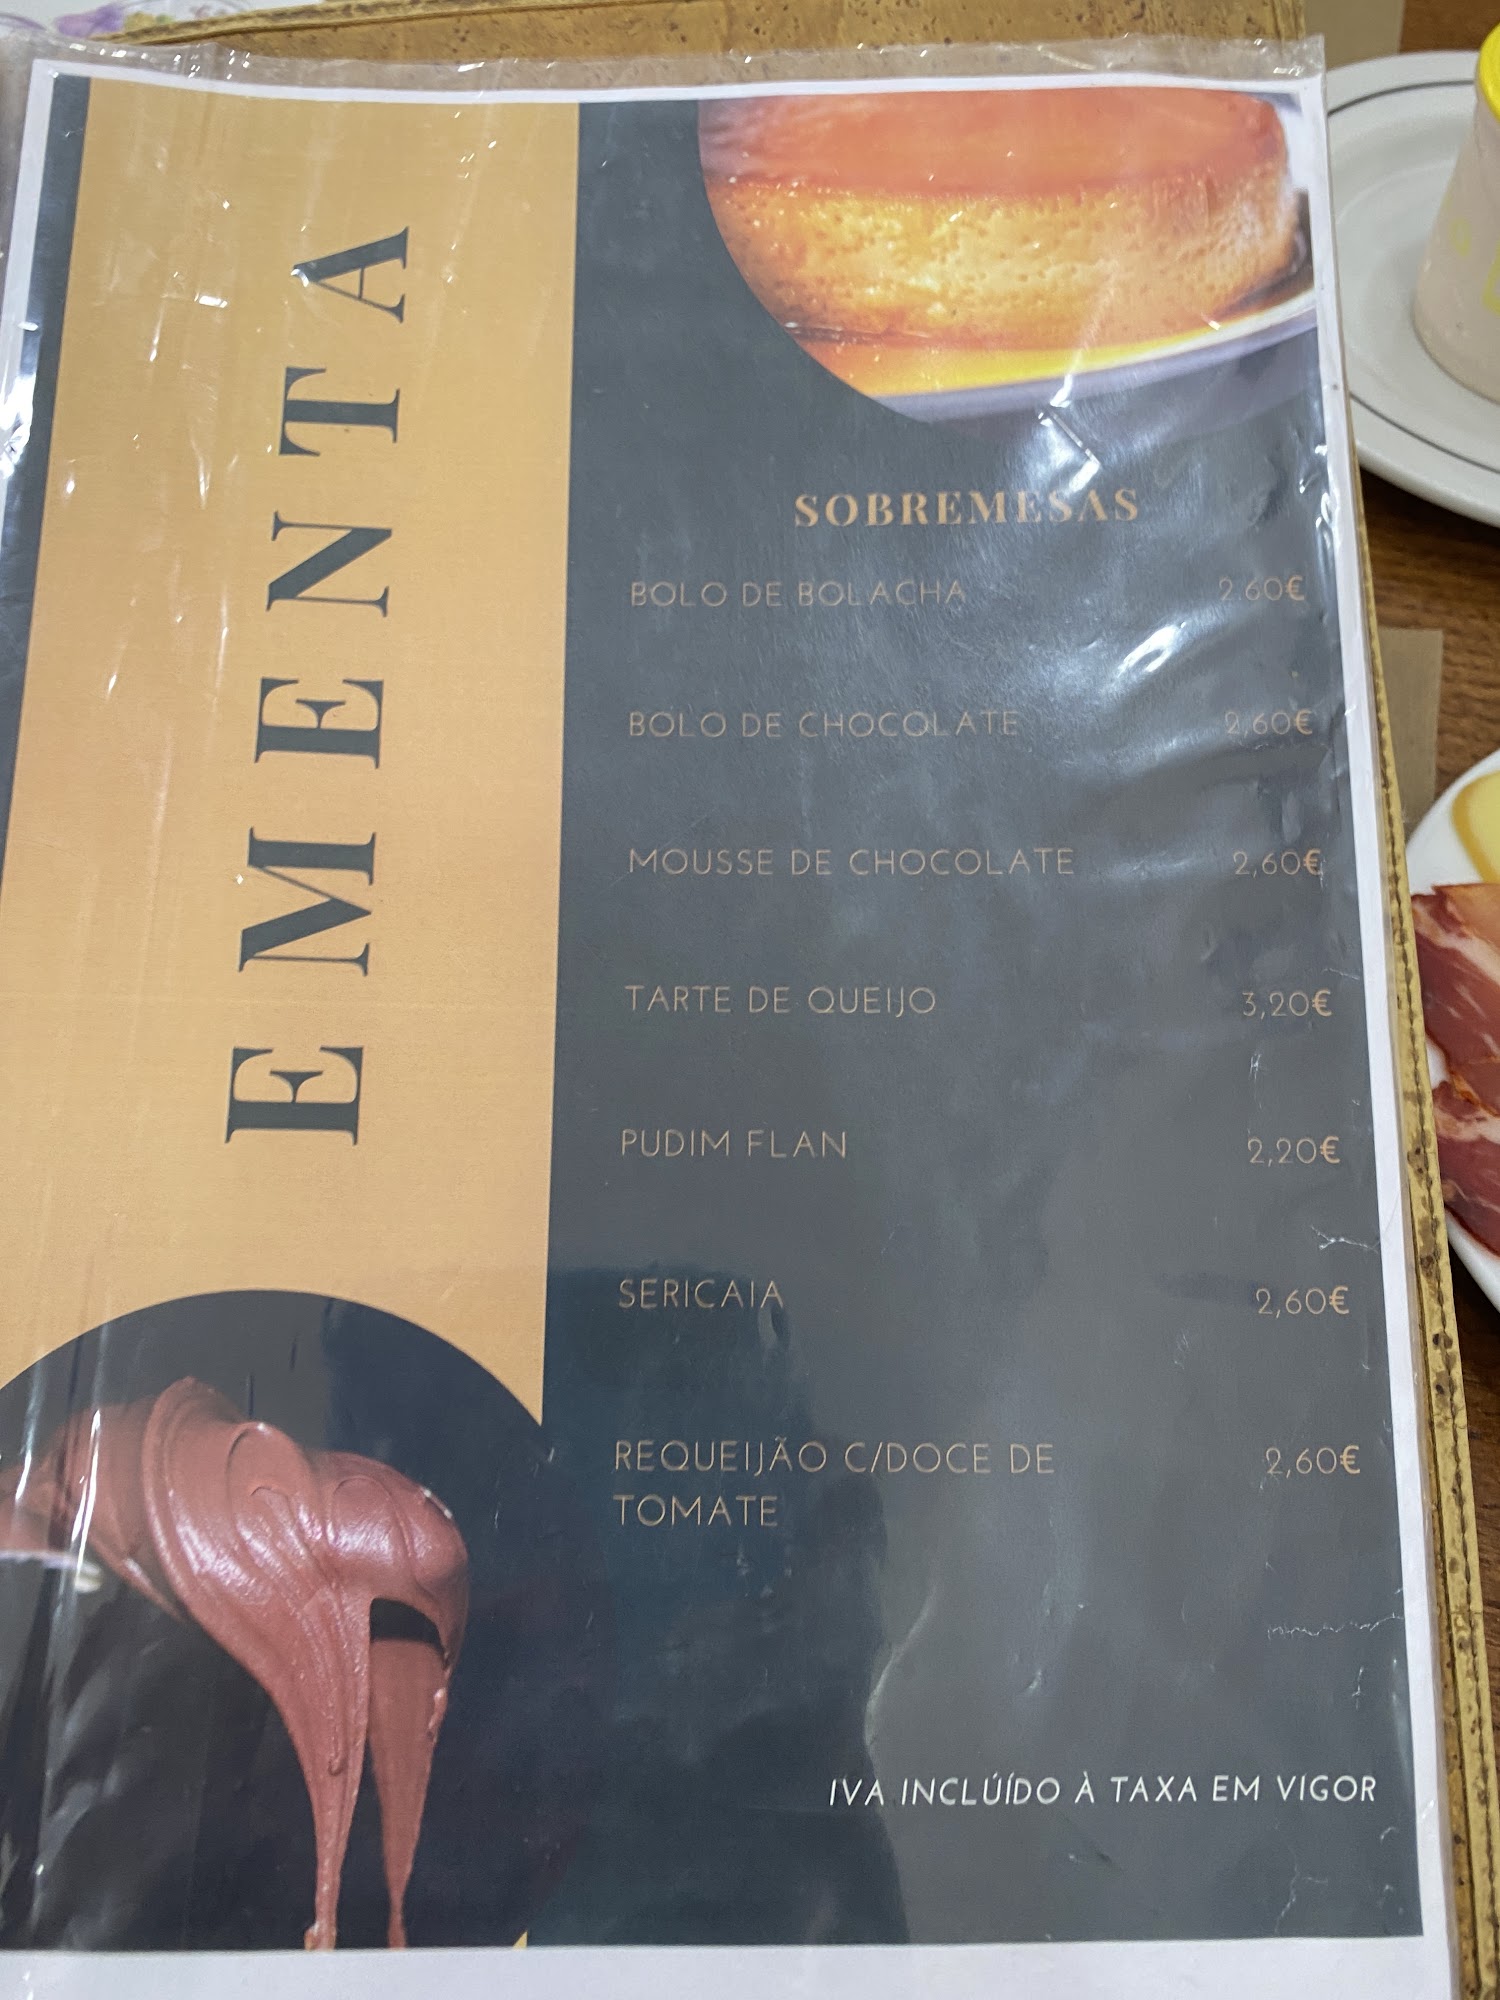 EMENTA
SOBREMESAS
BOLO DE BOLACHA 2.60€
BOLO DE CHOCOLATE 2,60€
MOUSSE DE CHOCOLATE 2,60€
TARTE DE QUEIJO 3,20€
PUDIM FLAN 2,20€
SERICAIA 2,60€
REQUEIJÃO C/DOCE DE 2,60€
TOMATE
IVA INCLÚÍDO À TAXA EM VIGOR